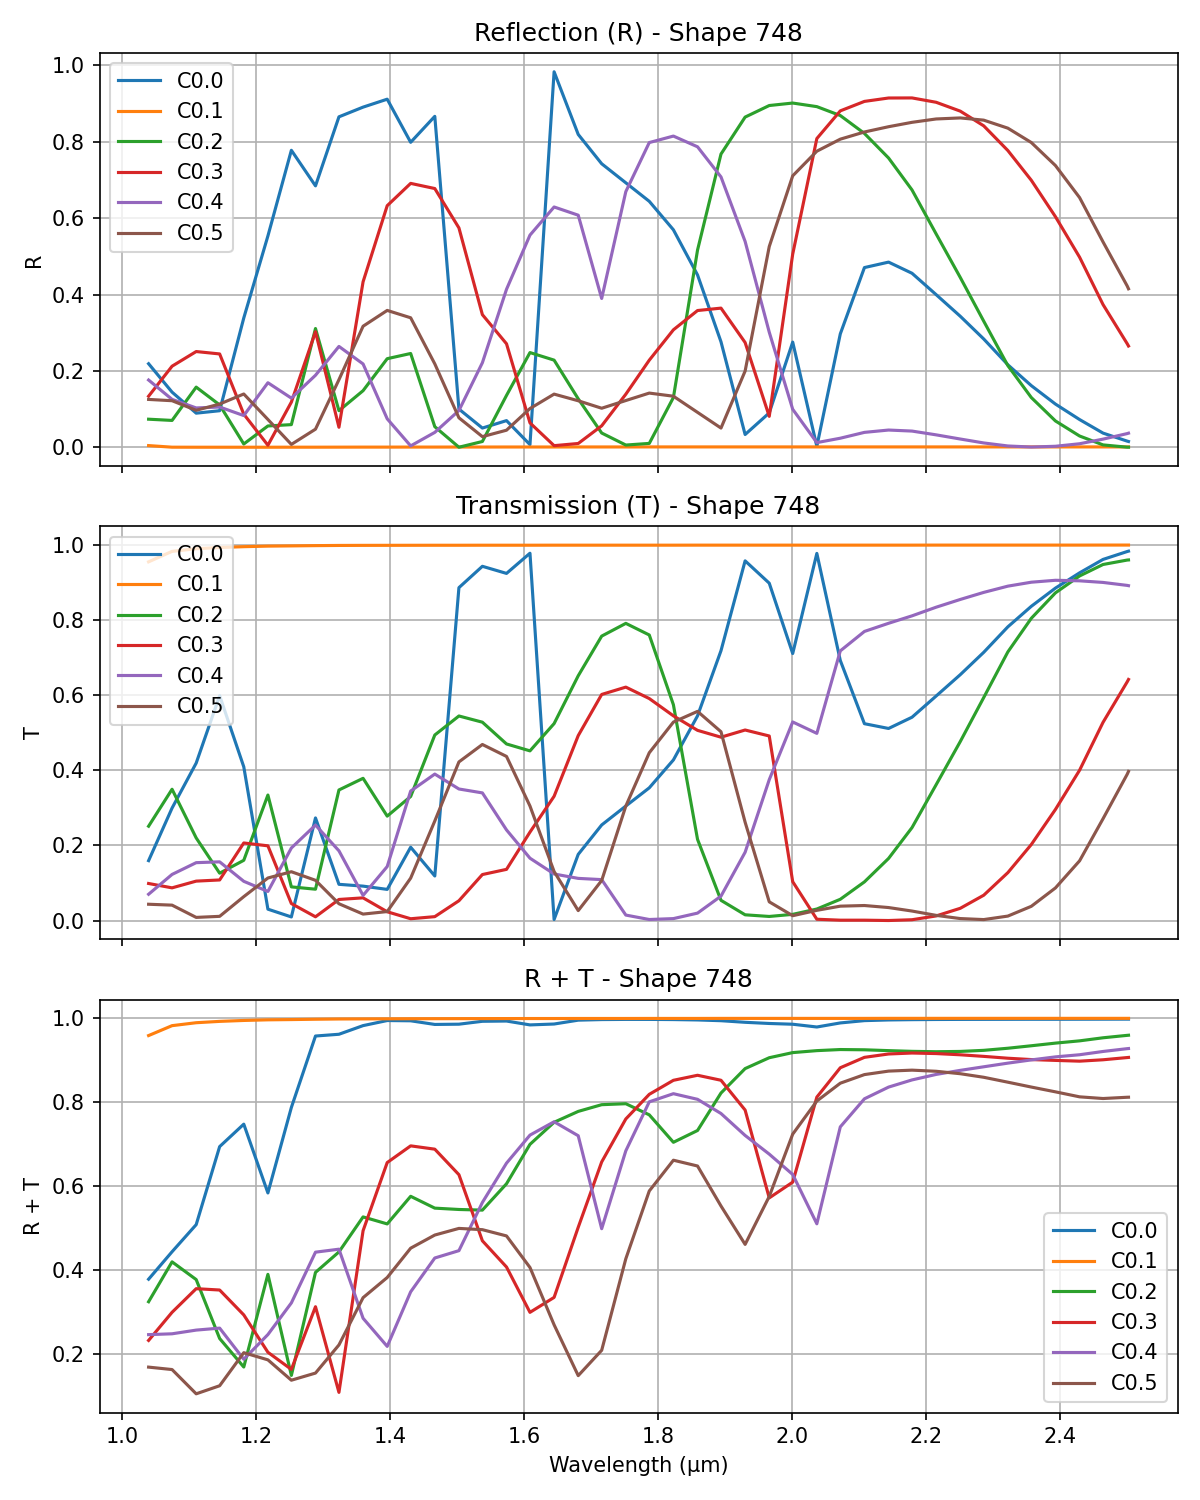 Reflection (R) - Shape 748
1.0
0.8
0.6
0.4
0.2
0.0
R
C0.0
C0.1
C0.2
C0.3
C0.4
C0.5
Transmission (T) - Shape 748
1.0
0.8
0.6
0.4
0.2
0.0
T
C0.0
C0.1
C0.2
C0.3
C0.4
C0.5
R + T - Shape 748
1.0
0.8
0.6
0.4
0.2
R + T
C0.0
C0.1
C0.2
C0.3
C0.4
C0.5
1.0 1.2 1.4 1.6 1.8 2.0 2.2 2.4
Wavelength (μm)